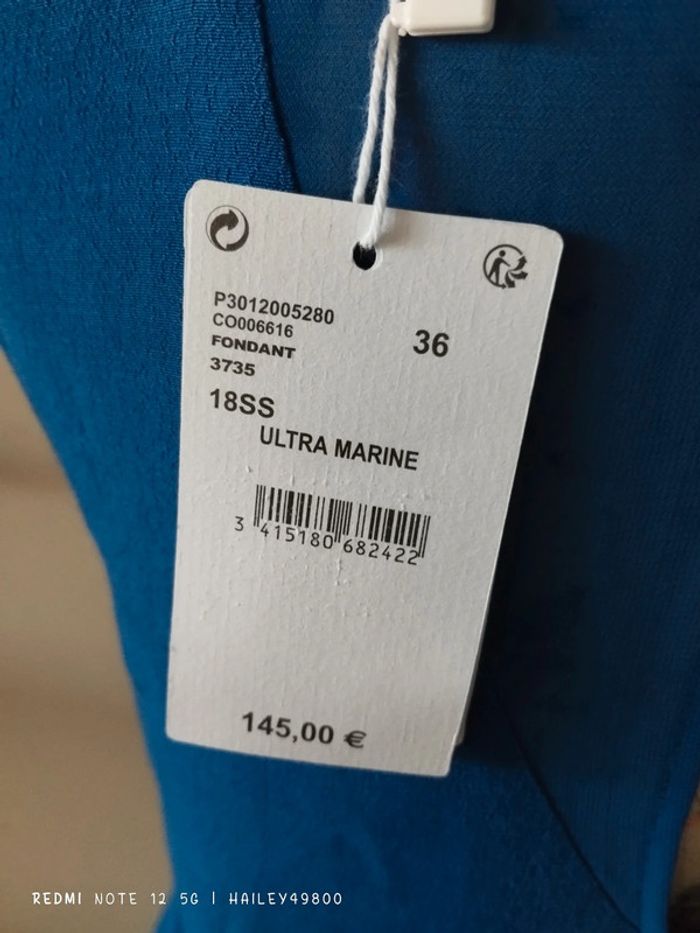 P3012005280
CO006616
36
FONDANT
3735
18SS
ULTRA MARINE
3 415180 682422
145,00 €
REDMI NOTE 12 5G | HAILEY49800